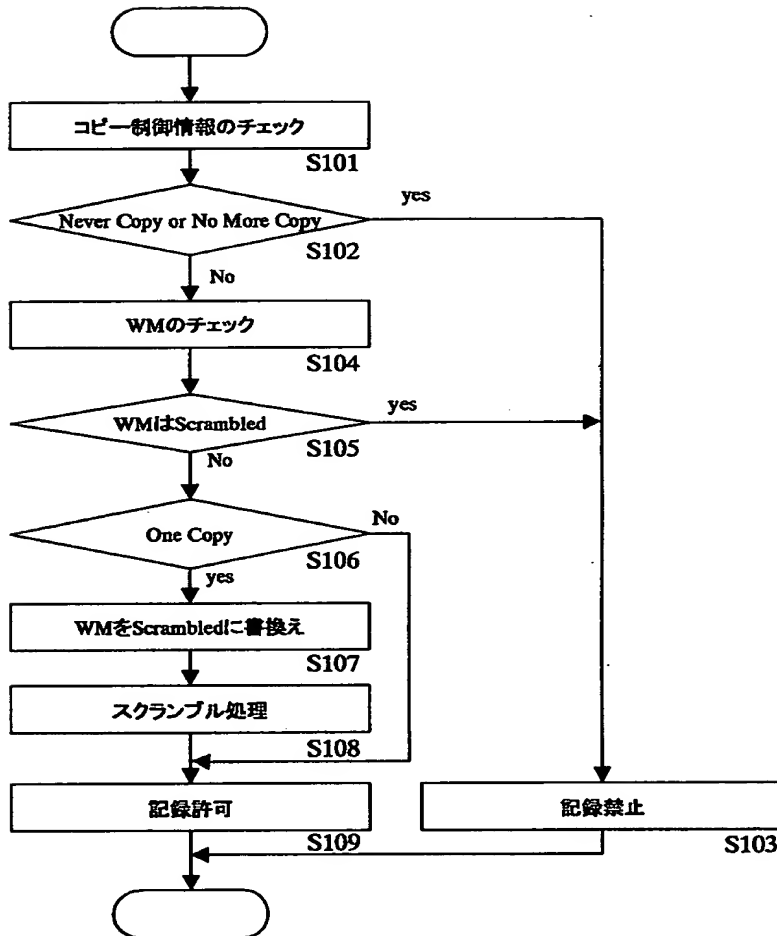 コピー制御情報のチェック
S101
yes
Never Copy or No More Copy
S102
No
WMのチェック
S104
yes
WMはScrambled
S105
No
No
One Copy
S106
yes
WMをScrambledに書換え
S107
スクランブル処理
S108
記録許可
記録禁止
S109
S103